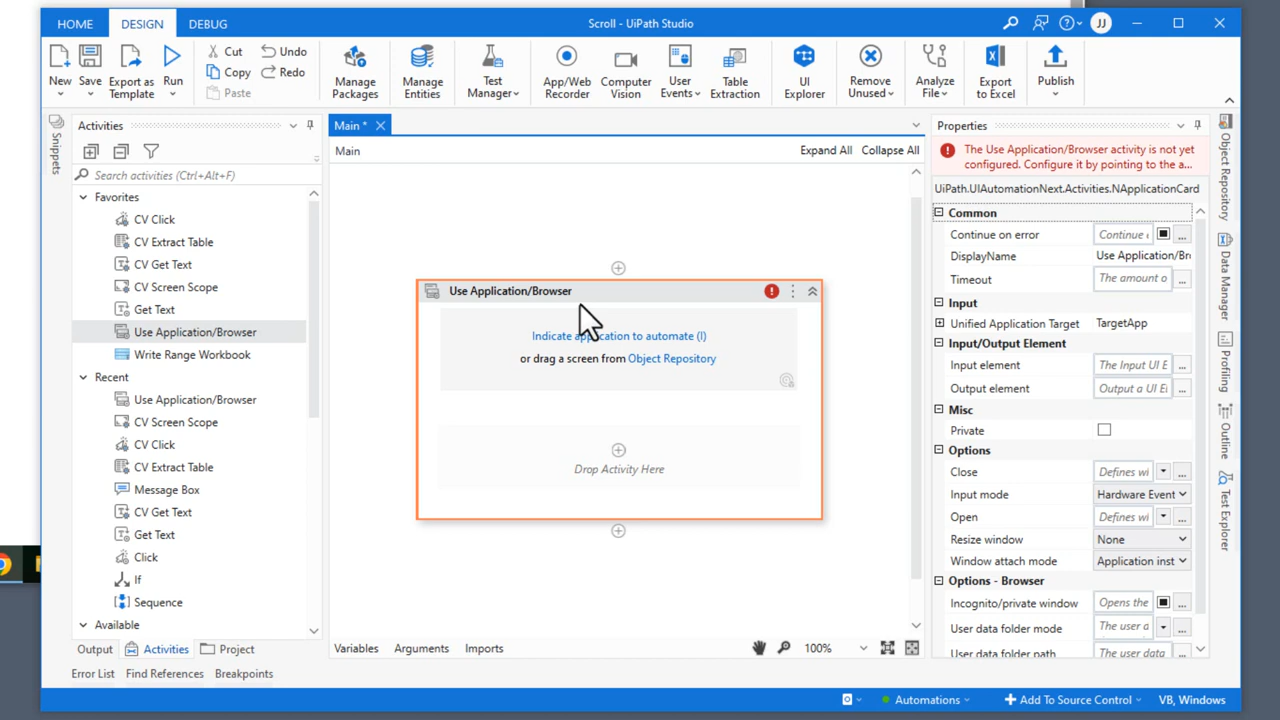 HOME DESIGN DEBUG Scroll - UiPath Studio JJ
New Save Export as Template Run Cut Copy Paste Undo Redo Manage Packages Manage Entities Test Manager App/Web Recorder Computer Vision User Events Table Extraction UI Explorer Remove Unused Analyze File Export to Excel Publish
Snippets
Activities
Search activities (Ctrl+Alt+F)
Favorites
CV Click
CV Extract Table
CV Get Text
CV Screen Scope
Get Text
Use Application/Browser
Write Range Workbook
Recent
Use Application/Browser
CV Screen Scope
CV Click
CV Extract Table
Message Box
CV Get Text
Get Text
Click
If
Sequence
Available
Output Activities Project
Main *
Main Expand All Collapse All
Use Application/Browser
Indicate application to automate (I)
or drag a screen from Object Repository
Drop Activity Here
Variables Arguments Imports 100%
Properties
The Use Application/Browser activity is not yet
configured. Configure it by pointing to the a...
UiPath.UIAutomationNext.Activities.NApplicationCard
Common
Continue on error Continue ...
DisplayName Use Application/Br
Timeout The amount o ...
Input
Unified Application Target TargetApp
Input/Output Element
Input element The Input UI E ...
Output element Output a UI El ...
Misc
Private
Options
Close Defines wl ...
Input mode Hardware Event
Open Defines wl ...
Resize window None
Window attach mode Application inst
Options - Browser
Incognito/private window Opens the ...
User data folder mode The user d ...
User data folder path The user data ...
Object Repository
Data Manager
Profiling
Outline
Test Explorer
Error List Find References Breakpoints
Automations Add To Source Control VB, Windows